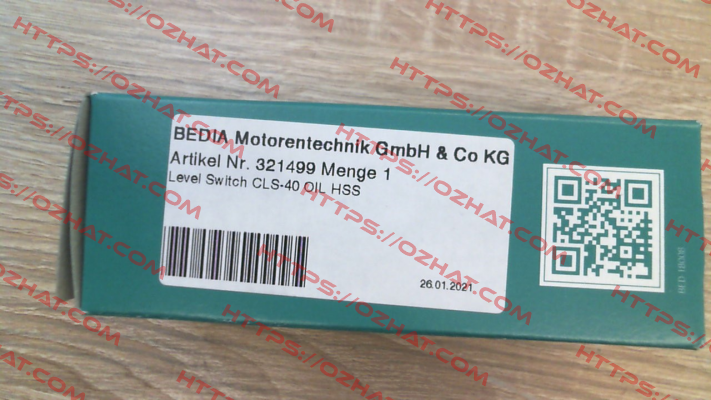 BEDIA Motorentechnik GmbH & Co KG
Artikel Nr. 321499 Menge 1
Level Switch CLS-40 OIL HSS
26.01.2021
HTTPS://OZHAT.COM